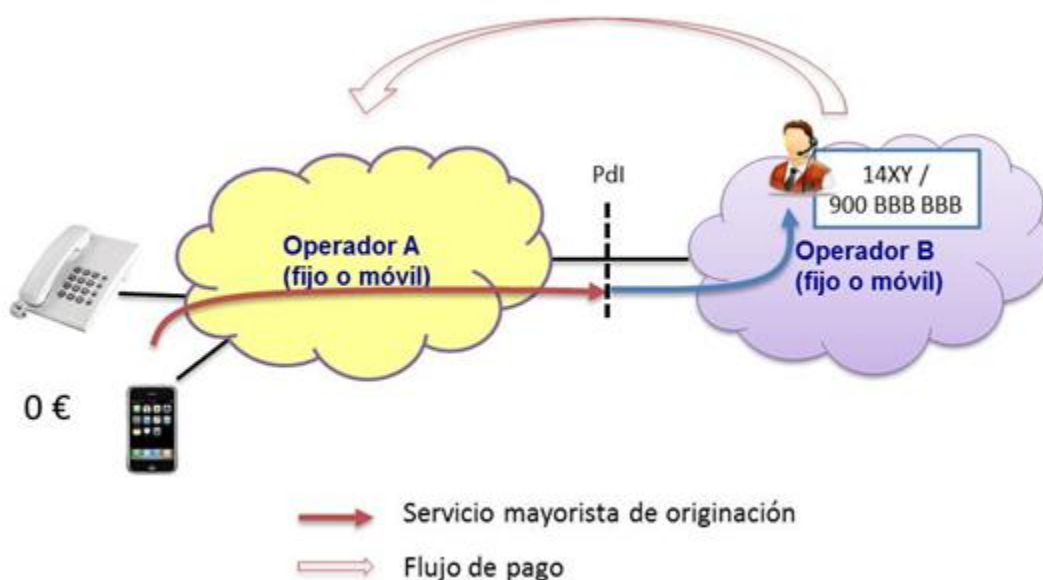 PdI
14XY /
900 BBB BBB
Operador A
(fijo o móvil)
Operador B
(fijo o móvil)
0 €
Servicio mayorista de originación
Flujo de pago